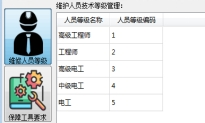 维护人员技术等级管理:
人员等级名称 人员等级编码
高级工程师 1
工程师 2
高级电工 3
中级电工 4
电工 5
维修人员等级
保障工具要求